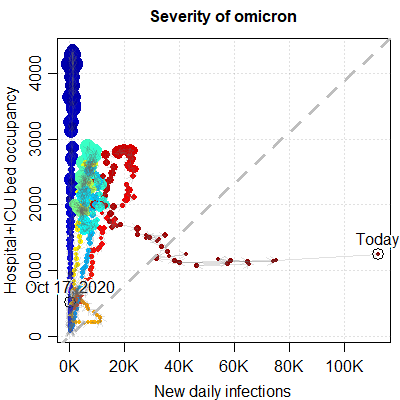 Severity of omicron
Hospital+ICU bed occupancy
4000
3000
2000
1000
0
Today
Oct 17, 2020
0K 20K 40K 60K 80K 100K
New daily infections